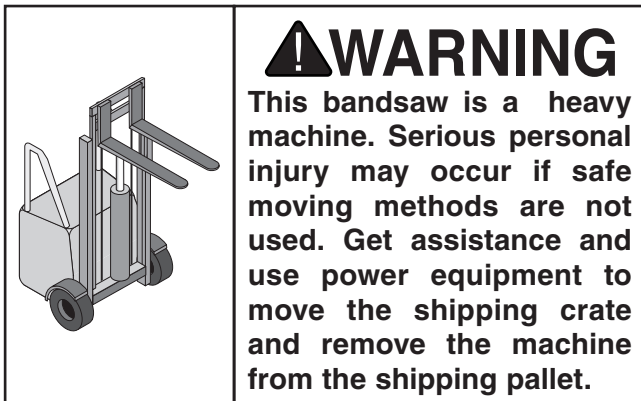 WARNING
This bandsaw is a heavy
machine. Serious personal
injury may occur if safe
moving methods are not
used. Get assistance and
use power equipment to
move the shipping crate
and remove the machine
from the shipping pallet.